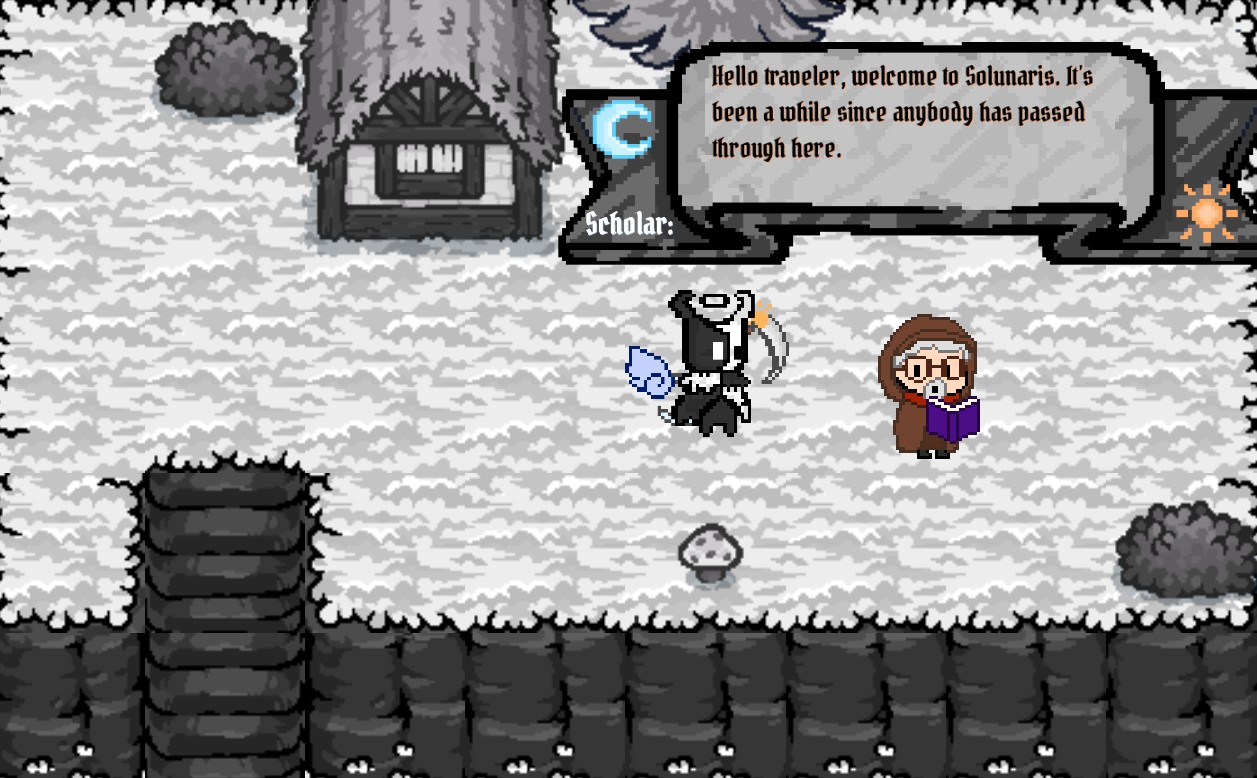 Hello traveler, welcome to Solunaris. It's
been a while since anybody has passed
through here.
Scholar: